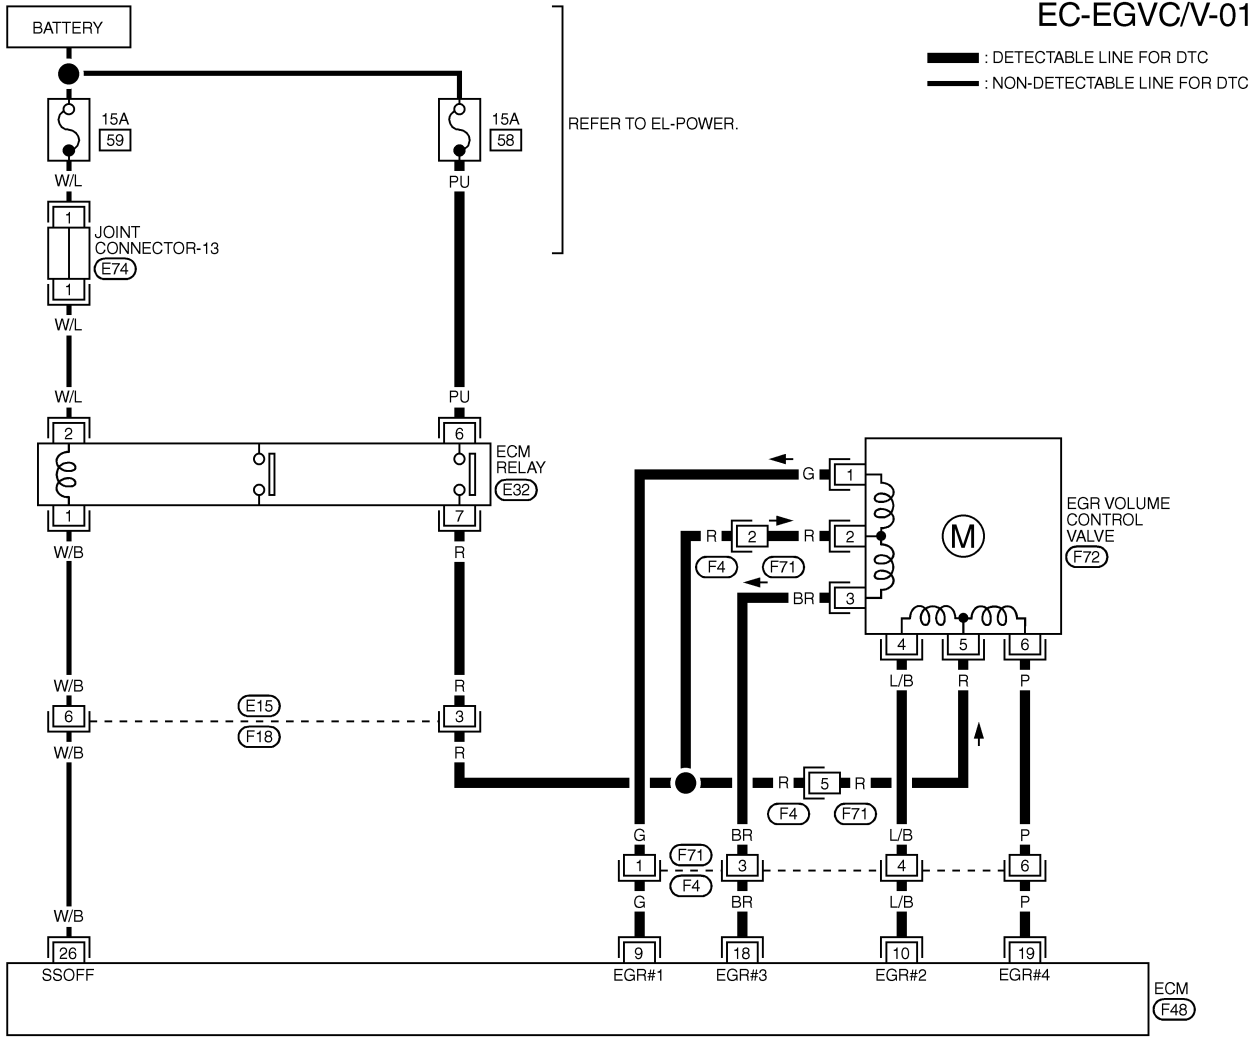 EC-EGVC/V-01
BATTERY
: DETECTABLE LINE FOR DTC
: NON-DETECTABLE LINE FOR DTC
15A
59
15A
58
REFER TO EL-POWER.
W/L
PU
1
JOINT
CONNECTOR-13
E74
1
W/L
W/L
PU
2
6
ECM
RELAY
E32
1
7
W/B
R
G
1
R
2
R
2
F4
F71
BR
3
M
EGR VOLUME
CONTROL
VALVE
F72
4
5
6
L/B
R
P
W/B
R
6
E15
F18
3
W/B
R
R
5
R
F4
F71
G
BR
L/B
P
1
F71
F4
3
4
6
G
BR
L/B
P
W/B
26
9
18
10
19
SSOFF
EGR#1
EGR#3
EGR#2
EGR#4
ECM
F48